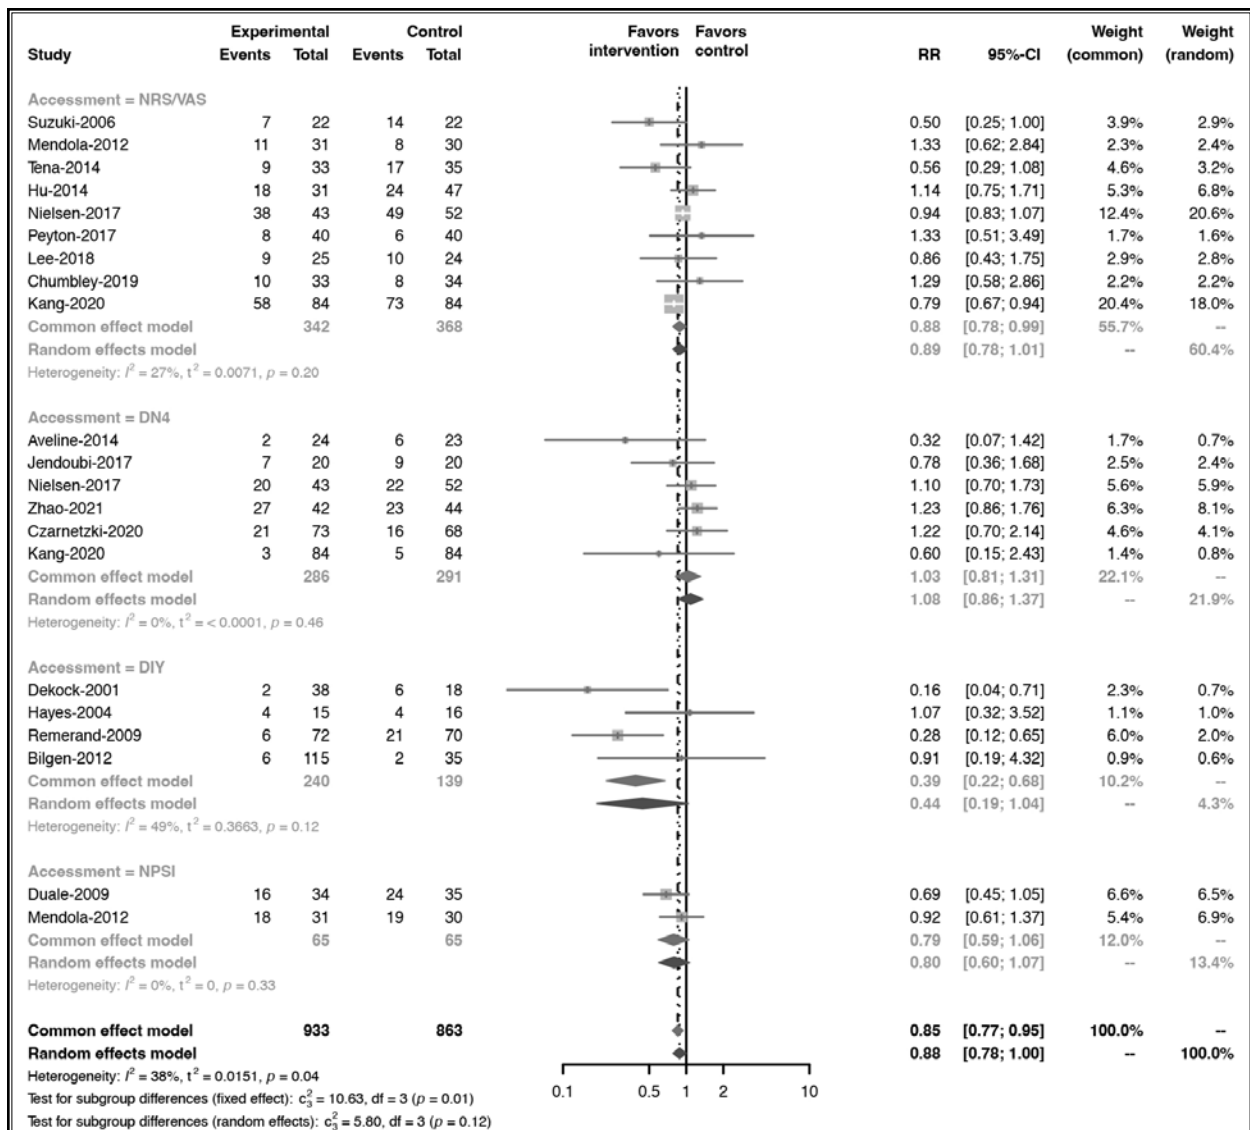 Experimental Control Favors Favors Weight Weight
Study Events Total Events Total intervention control RR 95%-CI (common) (random)
Accessment = NRS/VAS
Suzuki-2006 7 22 14 22 0.50 [0.25; 1.00] 3.9% 2.9%
Mendola-2012 11 31 8 30 1.33 [0.62; 2.84] 2.3% 2.4%
Tena-2014 9 33 17 35 0.56 [0.29; 1.08] 4.6% 3.2%
Hu-2014 18 31 24 47 1.14 [0.75; 1.71] 5.3% 6.8%
Nielsen-2017 38 43 49 52 0.94 [0.83; 1.07] 12.4% 20.6%
Peyton-2017 8 40 6 40 1.33 [0.51; 3.49] 1.7% 1.6%
Lee-2018 9 25 10 24 0.86 [0.43; 1.75] 2.9% 2.8%
Chumbley-2019 10 33 8 34 1.29 [0.58; 2.86] 2.2% 2.2%
Kang-2020 58 84 73 84 0.79 [0.67; 0.94] 20.4% 18.0%
Common effect model 342 368 0.88 [0.78; 0.99] 55.7% --
Random effects model 0.89 [0.78; 1.01] -- 60.4%
Heterogeneity: I² = 27%, t² = 0.0071, p = 0.20
Accessment = DN4
Aveline-2014 2 24 6 23 0.32 [0.07; 1.42] 1.7% 0.7%
Jendoubi-2017 7 20 9 20 0.78 [0.36; 1.68] 2.5% 2.4%
Nielsen-2017 20 43 22 52 1.10 [0.70; 1.73] 5.6% 5.9%
Zhao-2021 27 42 23 44 1.23 [0.86; 1.76] 6.3% 8.1%
Czarnetzki-2020 21 73 16 68 1.22 [0.70; 2.14] 4.6% 4.1%
Kang-2020 3 84 5 84 0.60 [0.15; 2.43] 1.4% 0.8%
Common effect model 286 291 1.03 [0.81; 1.31] 22.1% --
Random effects model 1.08 [0.86; 1.37] -- 21.9%
Heterogeneity: I² = 0%, t² = < 0.0001, p = 0.46
Accessment = DIY
Dekock-2001 2 38 6 18 0.16 [0.04; 0.71] 2.3% 0.7%
Hayes-2004 4 15 4 16 1.07 [0.32; 3.52] 1.1% 1.0%
Remerand-2009 6 72 21 70 0.28 [0.12; 0.65] 6.0% 2.0%
Bilgen-2012 6 115 2 35 0.91 [0.19; 4.32] 0.9% 0.6%
Common effect model 240 139 0.39 [0.22; 0.68] 10.2% --
Random effects model 0.44 [0.19; 1.04] -- 4.3%
Heterogeneity: I² = 49%, t² = 0.3663, p = 0.12
Accessment = NPSI
Duale-2009 16 34 24 35 0.69 [0.45; 1.05] 6.6% 6.5%
Mendola-2012 18 31 19 30 0.92 [0.61; 1.37] 5.4% 6.9%
Common effect model 65 65 0.79 [0.59; 1.06] 12.0% --
Random effects model 0.80 [0.60; 1.07] -- 13.4%
Heterogeneity: I² = 0%, t² = 0, p = 0.33
Common effect model 933 863 0.85 [0.77; 0.95] 100.0% --
Random effects model 0.88 [0.78; 1.00] -- 100.0%
Heterogeneity: I² = 38%, t² = 0.0151, p = 0.04
0.1 0.5 1 2 10
Test for subgroup differences (fixed effect): c²₃ = 10.63, df = 3 (p = 0.01)
Test for subgroup differences (random effects): c²₃ = 5.80, df = 3 (p = 0.12)